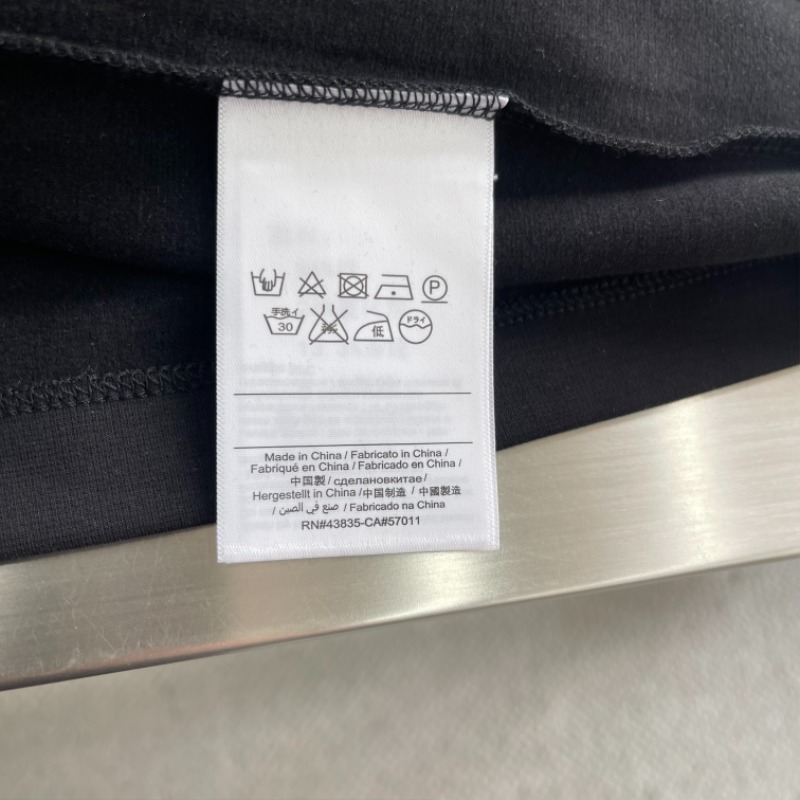 P
手洗イ
30
低
ドライ
Made in China / Fabricato in China /
Fabriqué en China / Fabricado en China /
中国製 / сделановкитае/
Hergestellt in China /中国制造 / 中國製造
/ صنع في الصين / Fabricado na China
RN#43835-CA#57011